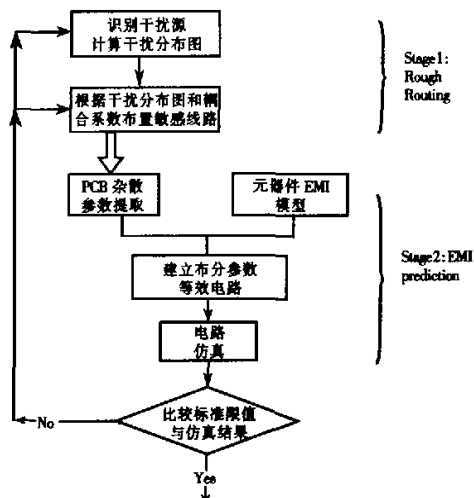 识别干扰源
计算干扰分布图
Stage1:
Rough
Routing
根据干扰分布图和耦
合系数布置敏感线路
PCB 杂散
参数提取
元器件 EMI
模型
Stage2: EMI
prediction
建立布分参数
等效电路
电路
仿真
比较标准限值
与仿真结果
No
Yes